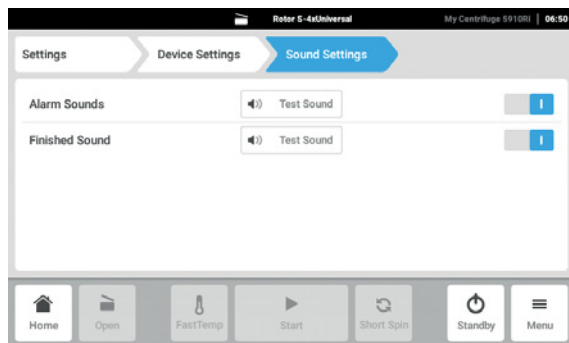 Rotor S-4xUniversal My Centrifuge 5910Ri | 06:50
Settings Device Settings Sound Settings
Alarm Sounds Test Sound I
Finished Sound Test Sound I
Home Open FastTemp Start Short Spin Standby Menu